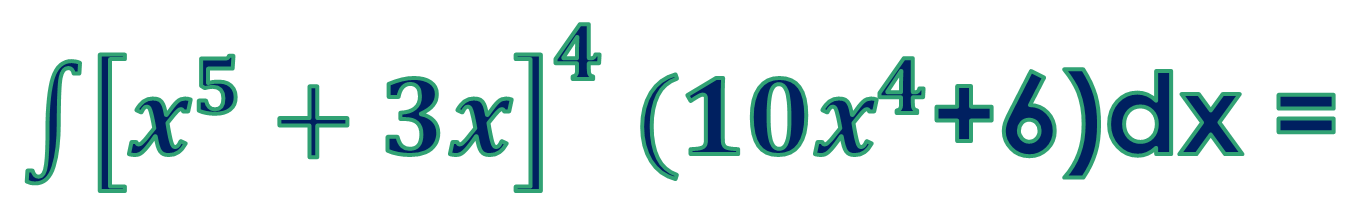 ∫[x⁵ + 3x]⁴ (10x⁴+6)dx =